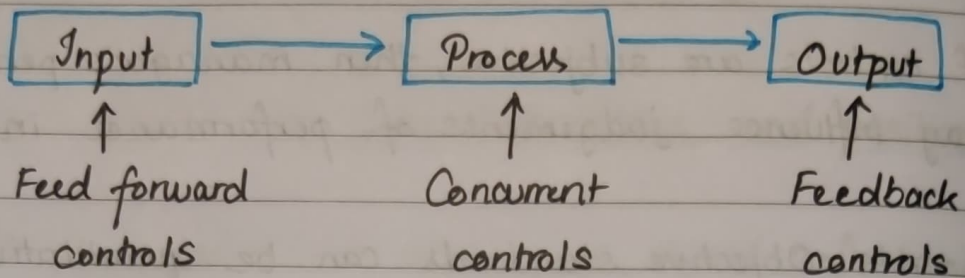 Input Process Output
Feed forward Concurrent Feedback
controls controls controls